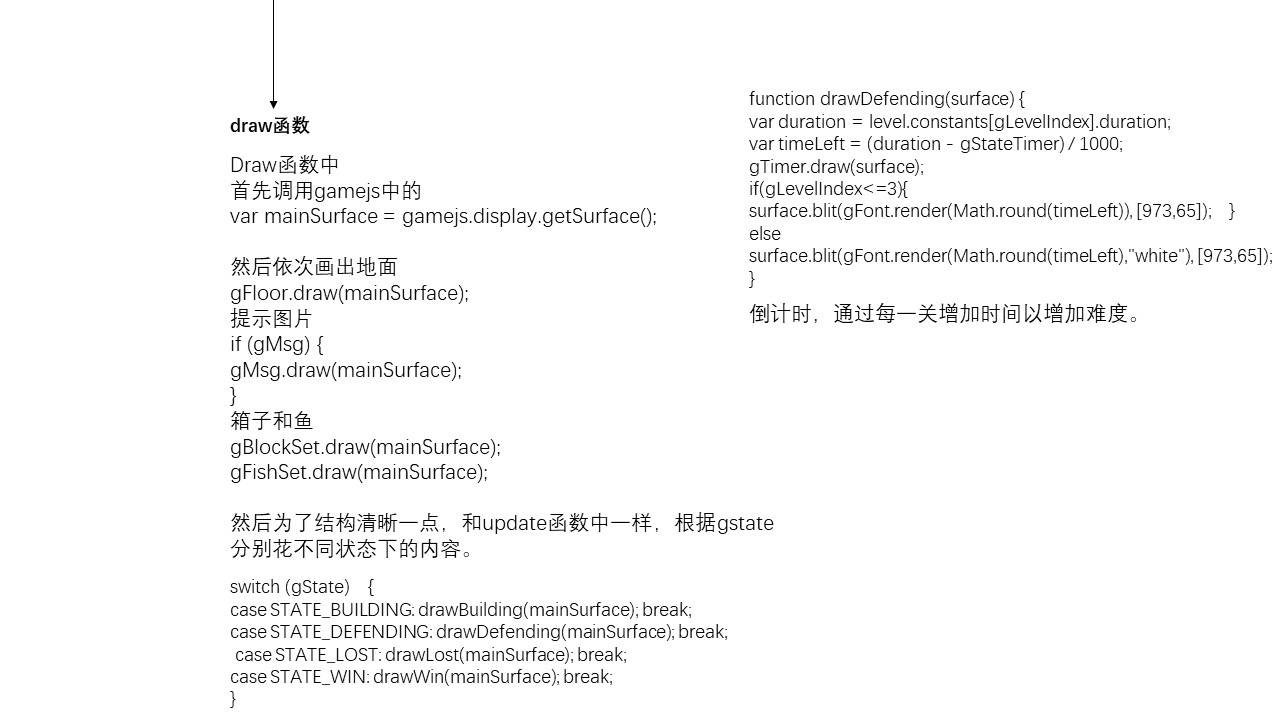 draw函数
Draw函数中
首先调用gamejs中的
var mainSurface = gamejs.display.getSurface();
然后依次画出地面
gFloor.draw(mainSurface);
提示图片
if (gMsg) {
gMsg.draw(mainSurface);
}
箱子和鱼
gBlockSet.draw(mainSurface);
gFishSet.draw(mainSurface);
然后为了结构清晰一点，和update函数中一样，根据gstate
分别花不同状态下的内容。
switch (gState)    {
case STATE_BUILDING: drawBuilding(mainSurface); break;
case STATE_DEFENDING: drawDefending(mainSurface); break;
case STATE_LOST: drawLost(mainSurface); break;
case STATE_WIN: drawWin(mainSurface); break;
}
function drawDefending(surface) {
var duration = level.constants[gLevelIndex].duration;
var timeLeft = (duration - gStateTimer) / 1000;
gTimer.draw(surface);
if(gLevelIndex<=3){
surface.blit(gFont.render(Math.round(timeLeft)), [973,65]);    }
else
surface.blit(gFont.render(Math.round(timeLeft),"white"), [973,65]);
}
倒计时，通过每一关增加时间以增加难度。